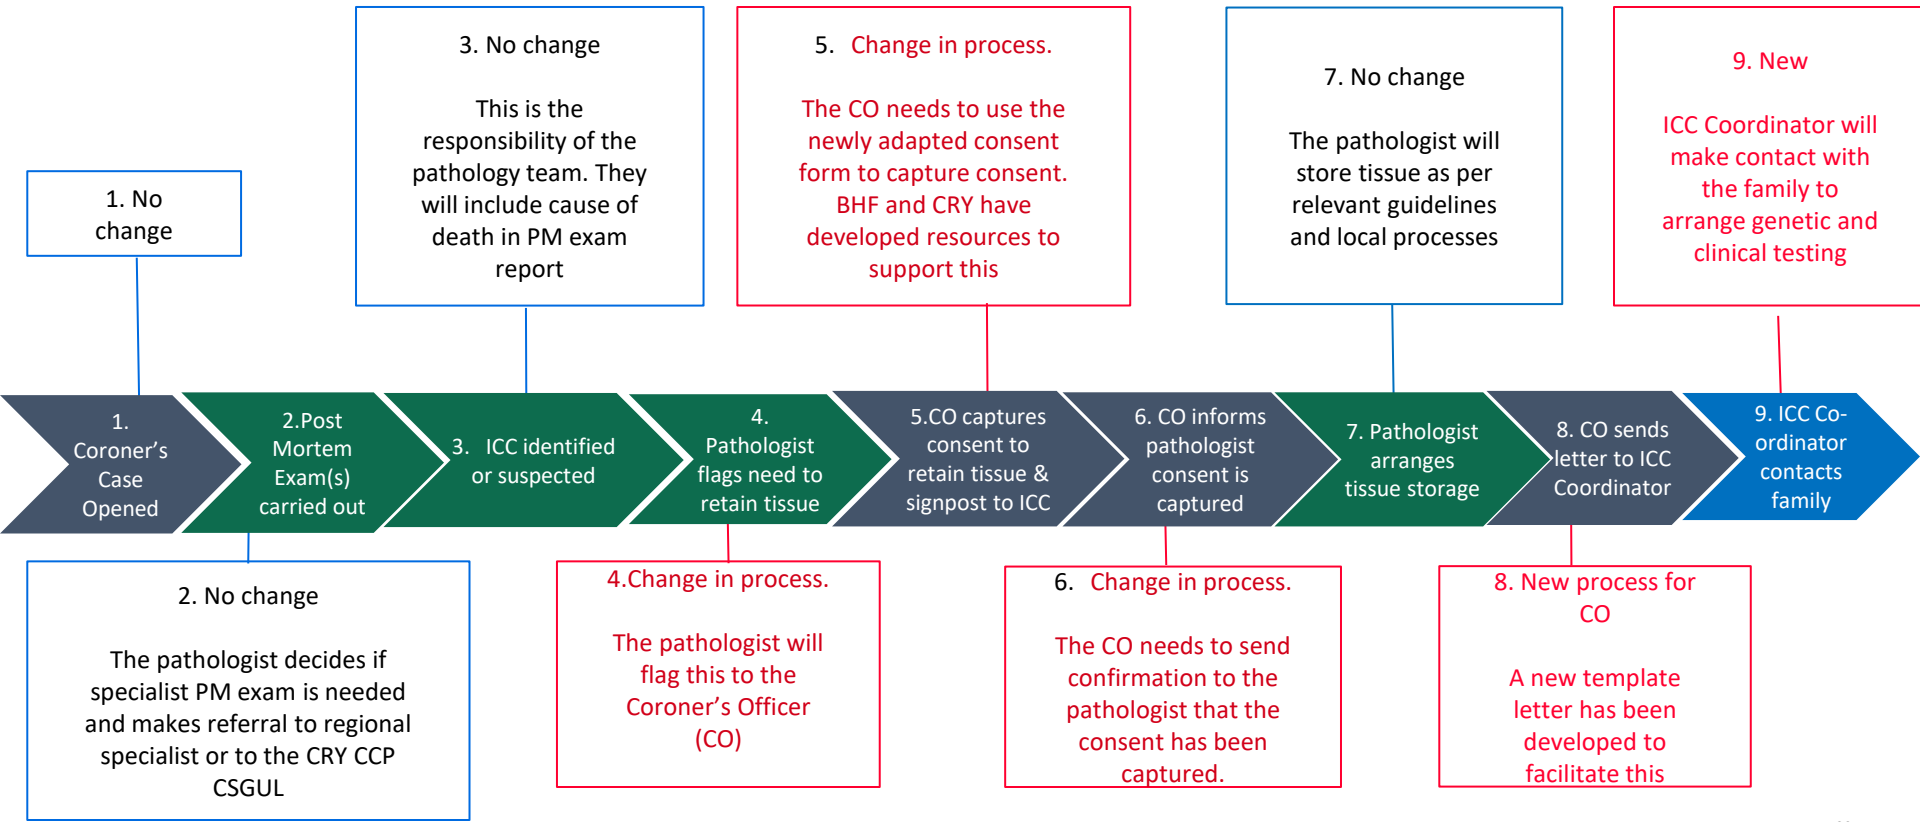 3. No change
This is the
responsibility of the
pathology team. They
will include cause of
death in PM exam
report
5. Change in process.
The CO needs to use the
newly adapted consent
form to capture consent.
BHF and CRY have
developed resources to
support this
7. No change
The pathologist will
store tissue as per
relevant guidelines
and local processes
9. New
ICC Coordinator will
make contact with
the family to
arrange genetic and
clinical testing
1. No
change
1.
Coroner’s
Case
Opened
2.Post
Mortem
Exam(s)
carried out
3. ICC identified
or suspected
4.
Pathologist
flags need to
retain tissue
5.CO captures
consent to
retain tissue &
signpost to ICC
6. CO informs
pathologist
consent is
captured
7. Pathologist
arranges
tissue storage
8. CO sends
letter to ICC
Coordinator
9. ICC Co-
ordinator
contacts
family
2. No change
The pathologist decides if
specialist PM exam is needed
and makes referral to regional
specialist or to the CRY CCP
CSGUL
4.Change in process.
The pathologist will
flag this to the
Coroner’s Officer
(CO)
6. Change in process.
The CO needs to send
confirmation to the
pathologist that the
consent has been
captured.
8. New process for
CO
A new template
letter has been
developed to
facilitate this